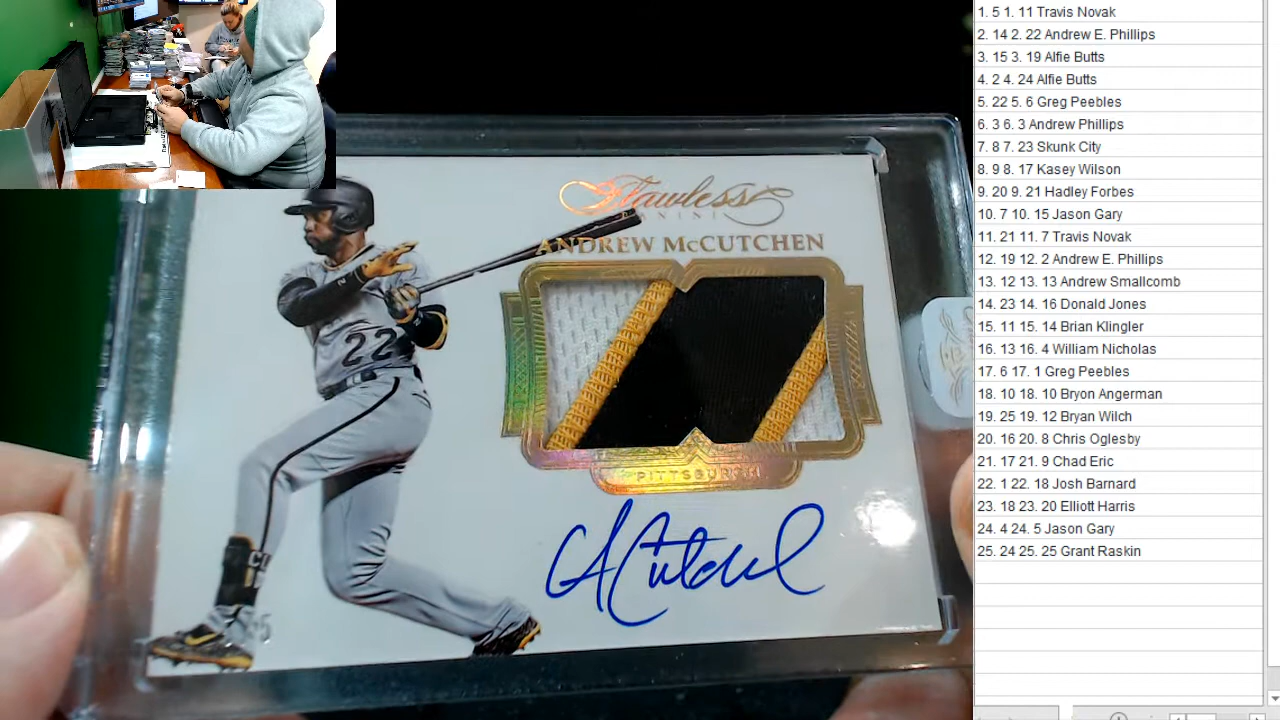 Flawless
PANINI
ANDREW McCUTCHEN
22
PITTSBURGH
1. 5 1. 11 Travis Novak
2. 14 2. 22 Andrew E. Phillips
3. 15 3. 19 Alfie Butts
4. 2 4. 24 Alfie Butts
5. 22 5. 6 Greg Peebles
6. 3 6. 3 Andrew Phillips
7. 8 7. 23 Skunk City
8. 9 8. 17 Kasey Wilson
9. 20 9. 21 Hadley Forbes
10. 7 10. 15 Jason Gary
11. 21 11. 7 Travis Novak
12. 19 12. 2 Andrew E. Phillips
13. 12 13. 13 Andrew Smallcomb
14. 23 14. 16 Donald Jones
15. 11 15. 14 Brian Klingler
16. 13 16. 4 William Nicholas
17. 6 17. 1 Greg Peebles
18. 10 18. 10 Bryon Angerman
19. 25 19. 12 Bryan Wilch
20. 16 20. 8 Chris Oglesby
21. 17 21. 9 Chad Eric
22. 1 22. 18 Josh Barnard
23. 18 23. 20 Elliott Harris
24. 4 24. 5 Jason Gary
25. 24 25. 25 Grant Raskin